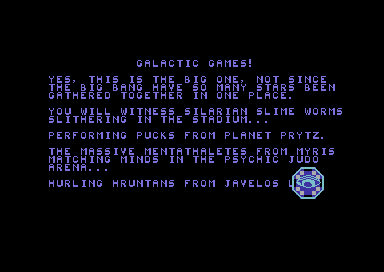 GALACTIC GAMES!
YES, THIS IS THE BIG ONE, NOT SINCE
THE BIG BANG HAVE SO MANY STARS BEEN
GATHERED TOGETHER IN ONE PLACE.
YOU WILL WITNESS SILARIAN SLIME WORMS
SLITHERING IN THE STADIUM...
PERFORMING PUCKS FROM PLANET PRYTZ.
THE MASSIVE MENTATHALETES FROM MYRIS
MATCHING MINDS IN THE PSYCHIC JUDO
ARENA...
HURLING HRUNTANS FROM JAVELOS